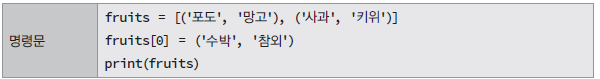 명령문
fruits = [('포도', '망고'), ('사과', '키위')]
fruits[0] = ('수박', '참외')
print(fruits)